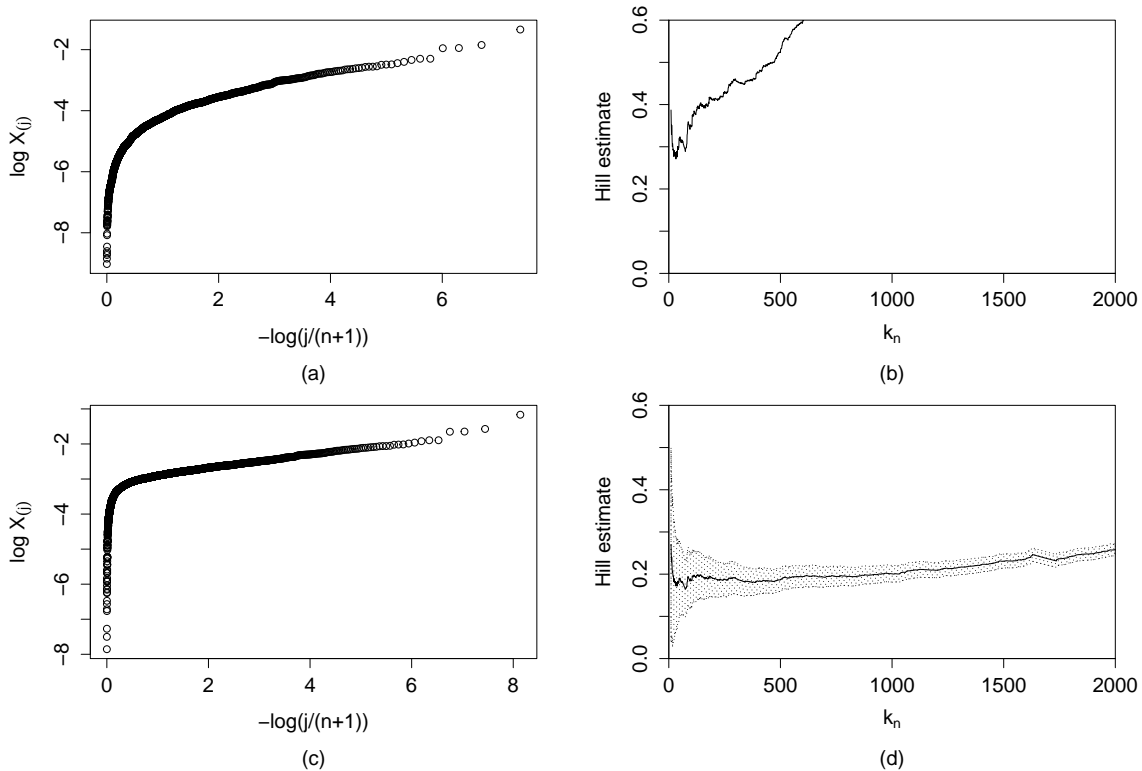 −2
−4
−6
−8
log X(j)
0 2 4 6
−log(j/(n+1))
(a)
0.6
0.4
0.2
0.0
Hill estimate
0 500 1000 1500 2000
kn
(b)
−2
−4
−6
−8
log X(j)
0 2 4 6 8
−log(j/(n+1))
(c)
0.6
0.4
0.2
0.0
Hill estimate
0 500 1000 1500 2000
kn
(d)